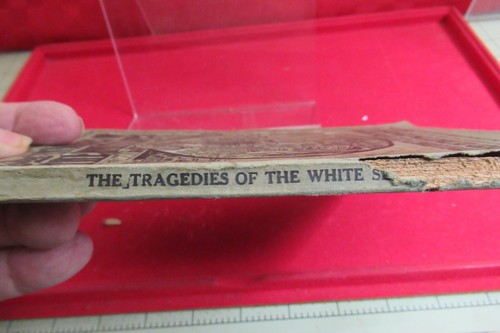 THE TRAGEDIES OF THE WHITE